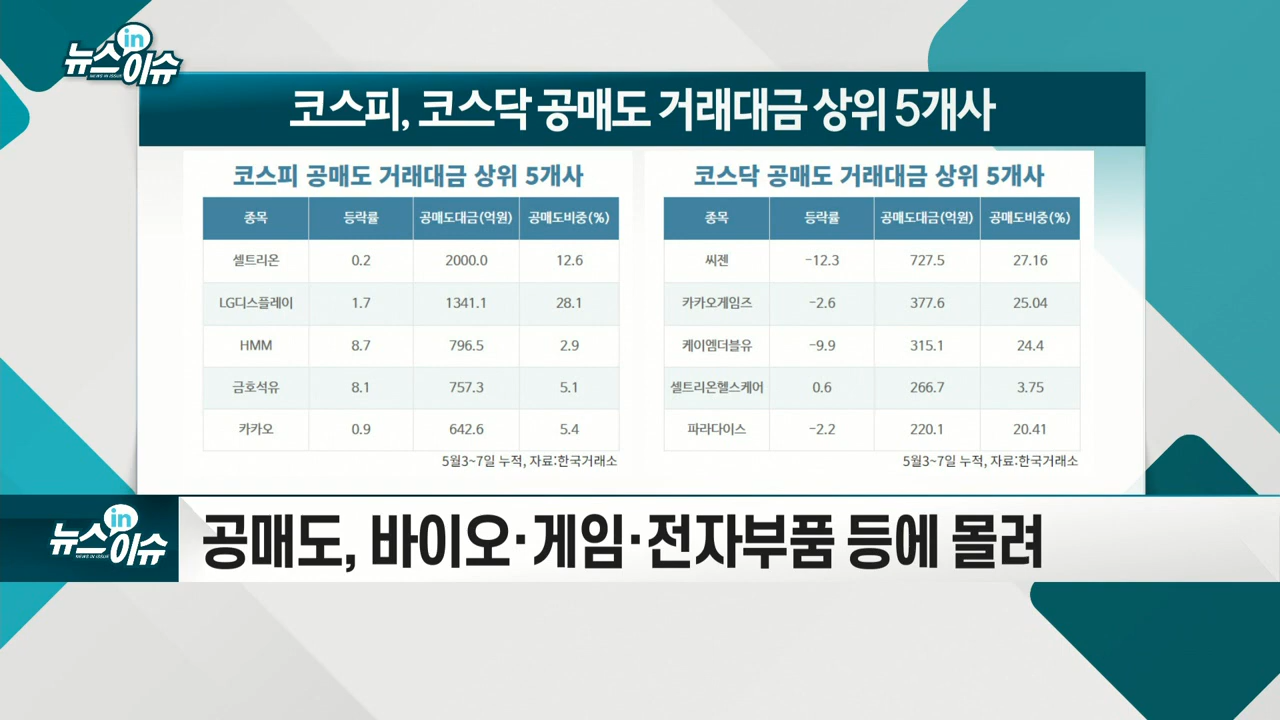 뉴스in이슈
NEWS IN ISSUE
코스피, 코스닥 공매도 거래대금 상위 5개사
코스피 공매도 거래대금 상위 5개사
종목 등락률 공매도대금(억원) 공매도비중(%)
셀트리온 0.2 2000.0 12.6
LG디스플레이 1.7 1341.1 28.1
HMM 8.7 796.5 2.9
금호석유 8.1 757.3 5.1
카카오 0.9 642.6 5.4
5월3~7일 누적, 자료:한국거래소
코스닥 공매도 거래대금 상위 5개사
종목 등락률 공매도대금(억원) 공매도비중(%)
씨젠 -12.3 727.5 27.16
카카오게임즈 -2.6 377.6 25.04
케이엠더블유 -9.9 315.1 24.4
셀트리온헬스케어 0.6 266.7 3.75
파라다이스 -2.2 220.1 20.41
5월3~7일 누적, 자료:한국거래소
뉴스in이슈
NEWS IN ISSUE
공매도, 바이오·게임·전자부품 등에 몰려